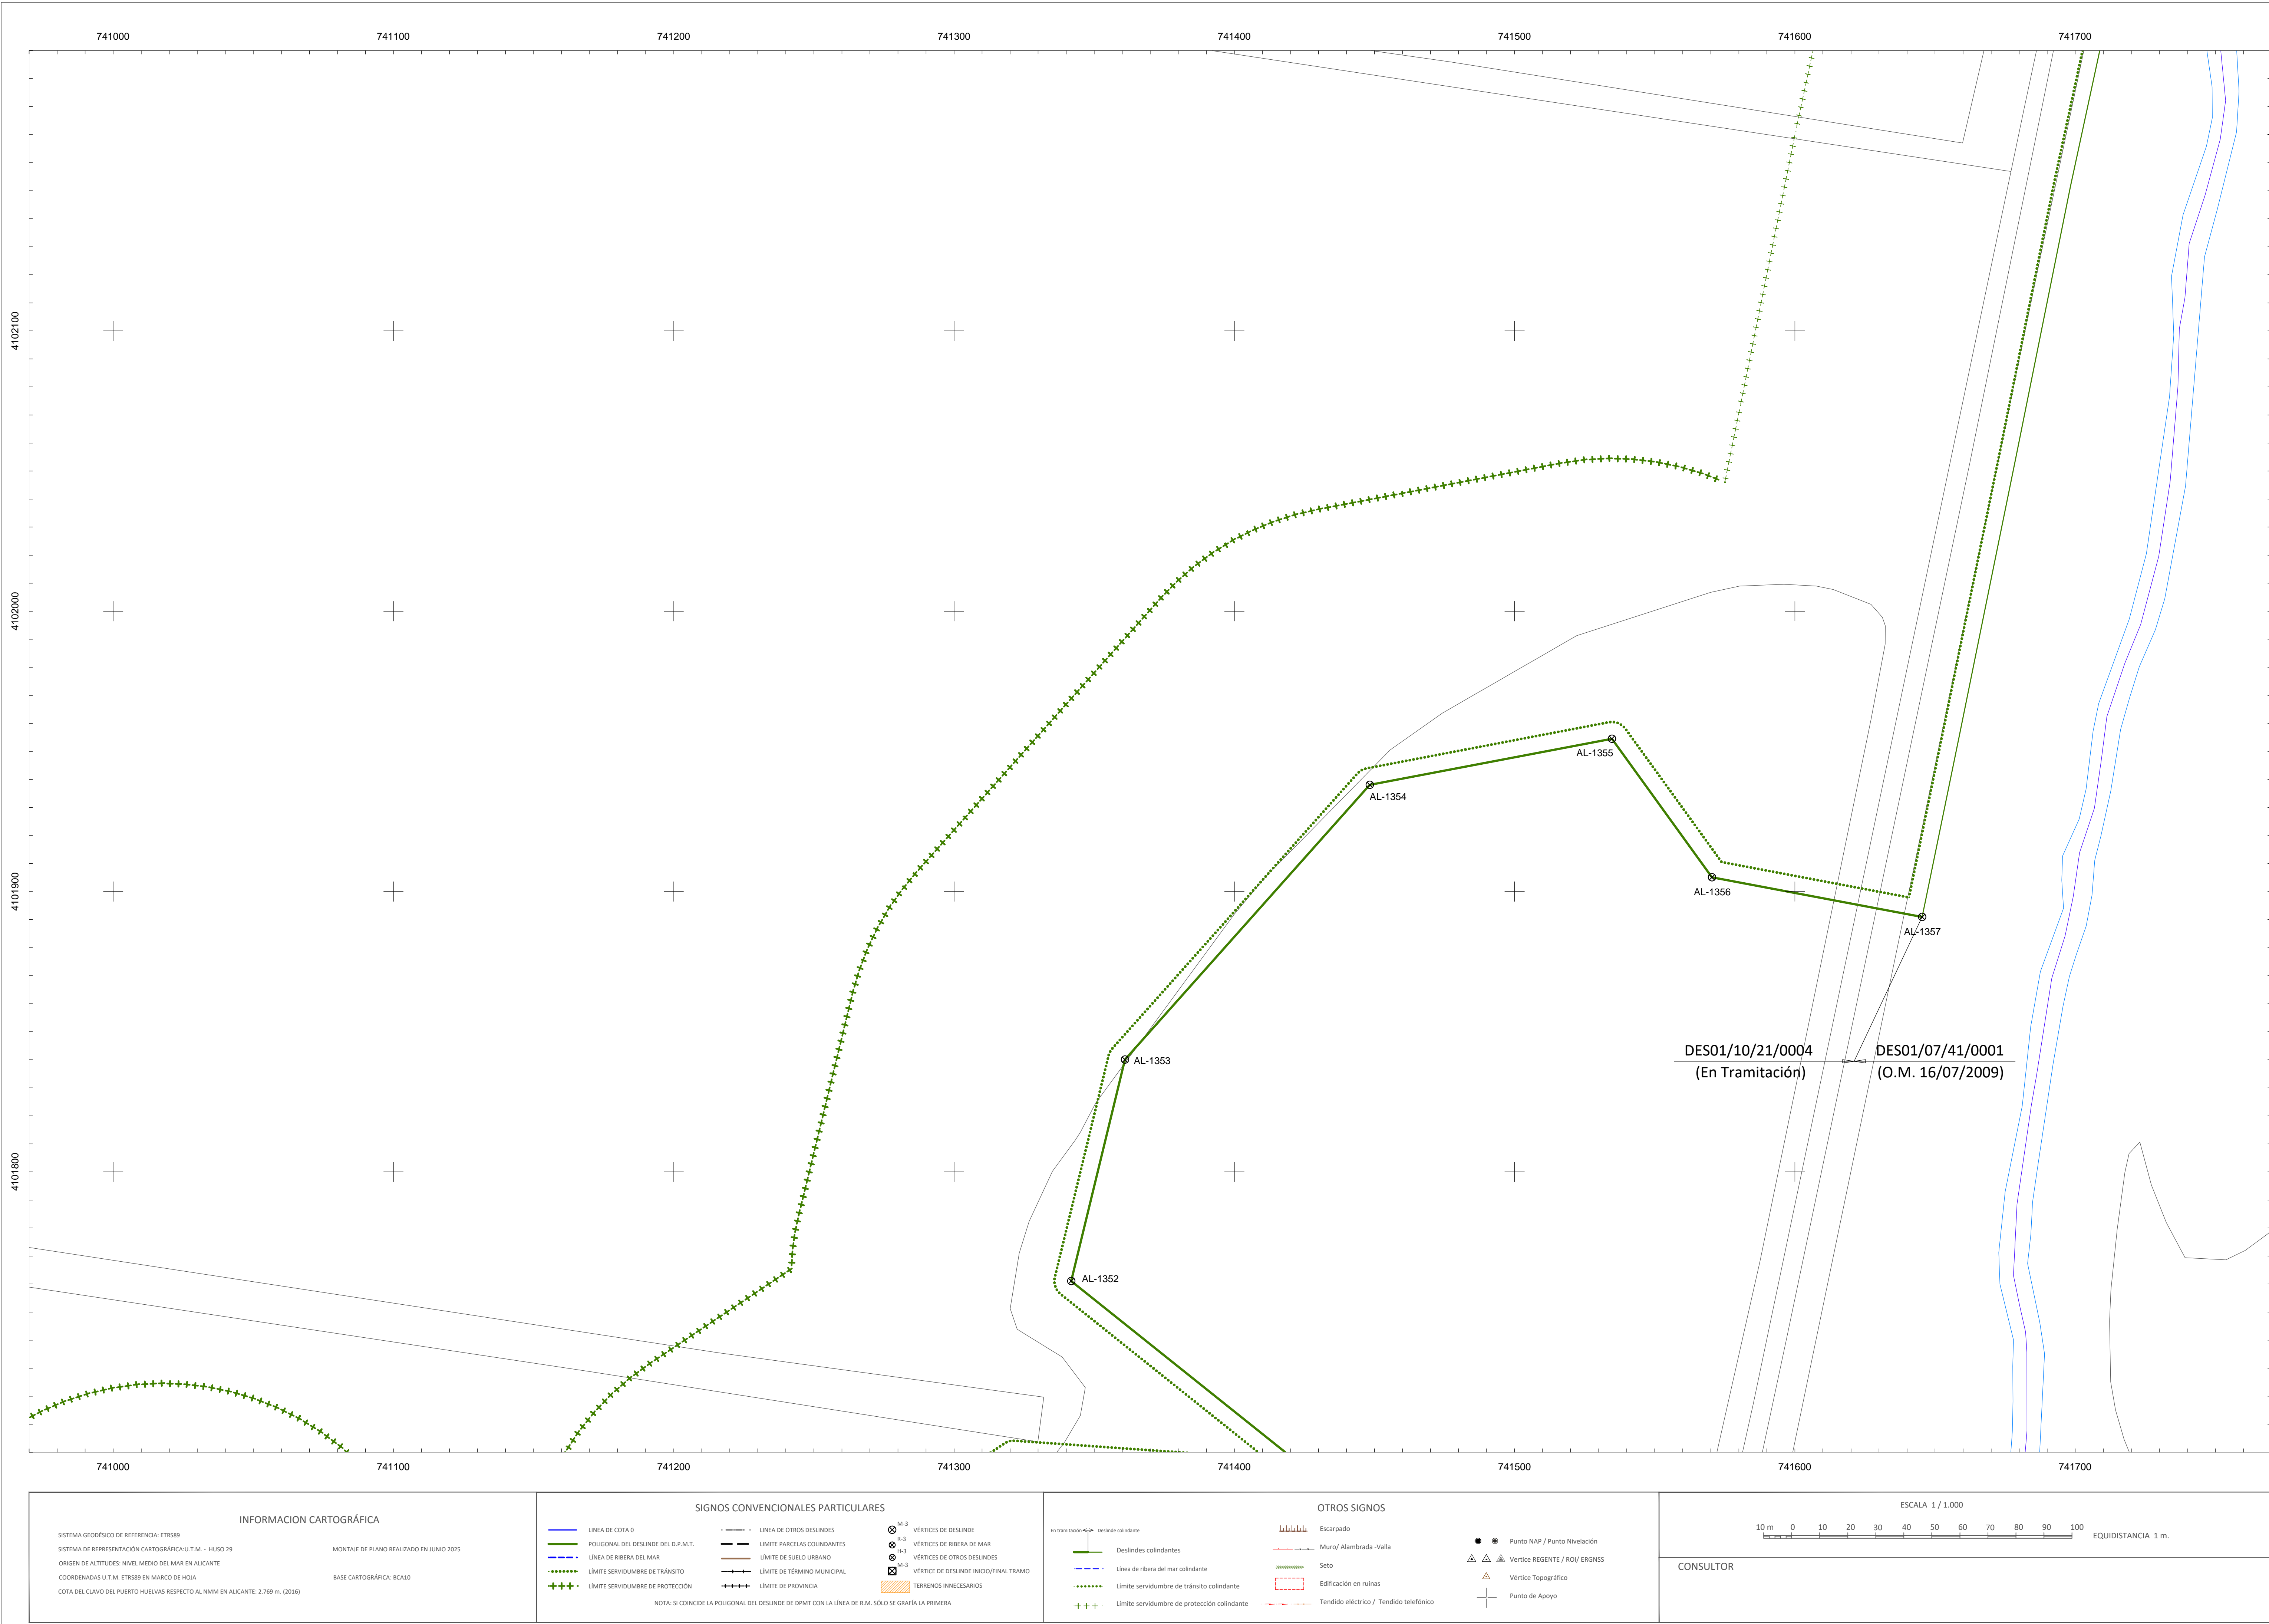 741000 741100 741200 741300 741400 741500 741600 741700
4102100
4102000
4101900
4101800
AL-1355
AL-1354
AL-1356
AL-1357
AL-1353
AL-1352
DES01/10/21/0004
(En Tramitación)
DES01/07/41/0001
(O.M. 16/07/2009)
741000 741100 741200 741300 741400 741500 741600 741700
INFORMACION CARTOGRÁFICA
SISTEMA GEODÉSICO DE REFERENCIA: ETRS89
SISTEMA DE REPRESENTACIÓN CARTOGRÁFICA:U.T.M. - HUSO 29
MONTAJE DE PLANO REALIZADO EN JUNIO 2025
ORIGEN DE ALTITUDES: NIVEL MEDIO DEL MAR EN ALICANTE
COORDENADAS U.T.M. ETRS89 EN MARCO DE HOJA
BASE CARTOGRÁFICA: BCA10
COTA DEL CLAVO DEL PUERTO HUELVAS RESPECTO AL NMM EN ALICANTE: 2.769 m. (2016)
SIGNOS CONVENCIONALES PARTICULARES
LINEA DE COTA 0
POLIGONAL DEL DESLINDE DEL D.P.M.T.
LÍNEA DE RIBERA DEL MAR
LÍMITE SERVIDUMBRE DE TRÁNSITO
LÍMITE SERVIDUMBRE DE PROTECCIÓN
LINEA DE OTROS DESLINDES
LIMITE PARCELAS COLINDANTES
LÍMITE DE SUELO URBANO
LÍMITE DE TÉRMINO MUNICIPAL
LÍMITE DE PROVINCIA
M-3
VÉRTICES DE DESLINDE
R-3
VÉRTICES DE RIBERA DE MAR
H-3
VÉRTICES DE OTROS DESLINDES
M-3
VÉRTICE DE DESLINDE INICIO/FINAL TRAMO
TERRENOS INNECESARIOS
NOTA: SI COINCIDE LA POLIGONAL DEL DESLINDE DE DPMT CON LA LÍNEA DE R.M. SÓLO SE GRAFÍA LA PRIMERA
OTROS SIGNOS
En tramitación Deslinde colindante
Deslindes colindantes
Línea de ribera del mar colindante
Límite servidumbre de tránsito colindante
Límite servidumbre de protección colindante
Escarpado
Muro/ Alambrada -Valla
Seto
Edificación en ruinas
Tendido eléctrico / Tendido telefónico
Punto NAP / Punto Nivelación
Vertice REGENTE / ROI/ ERGNSS
Vértice Topográfico
Punto de Apoyo
ESCALA 1 / 1.000
10 m 0 10 20 30 40 50 60 70 80 90 100
EQUIDISTANCIA 1 m.
CONSULTOR